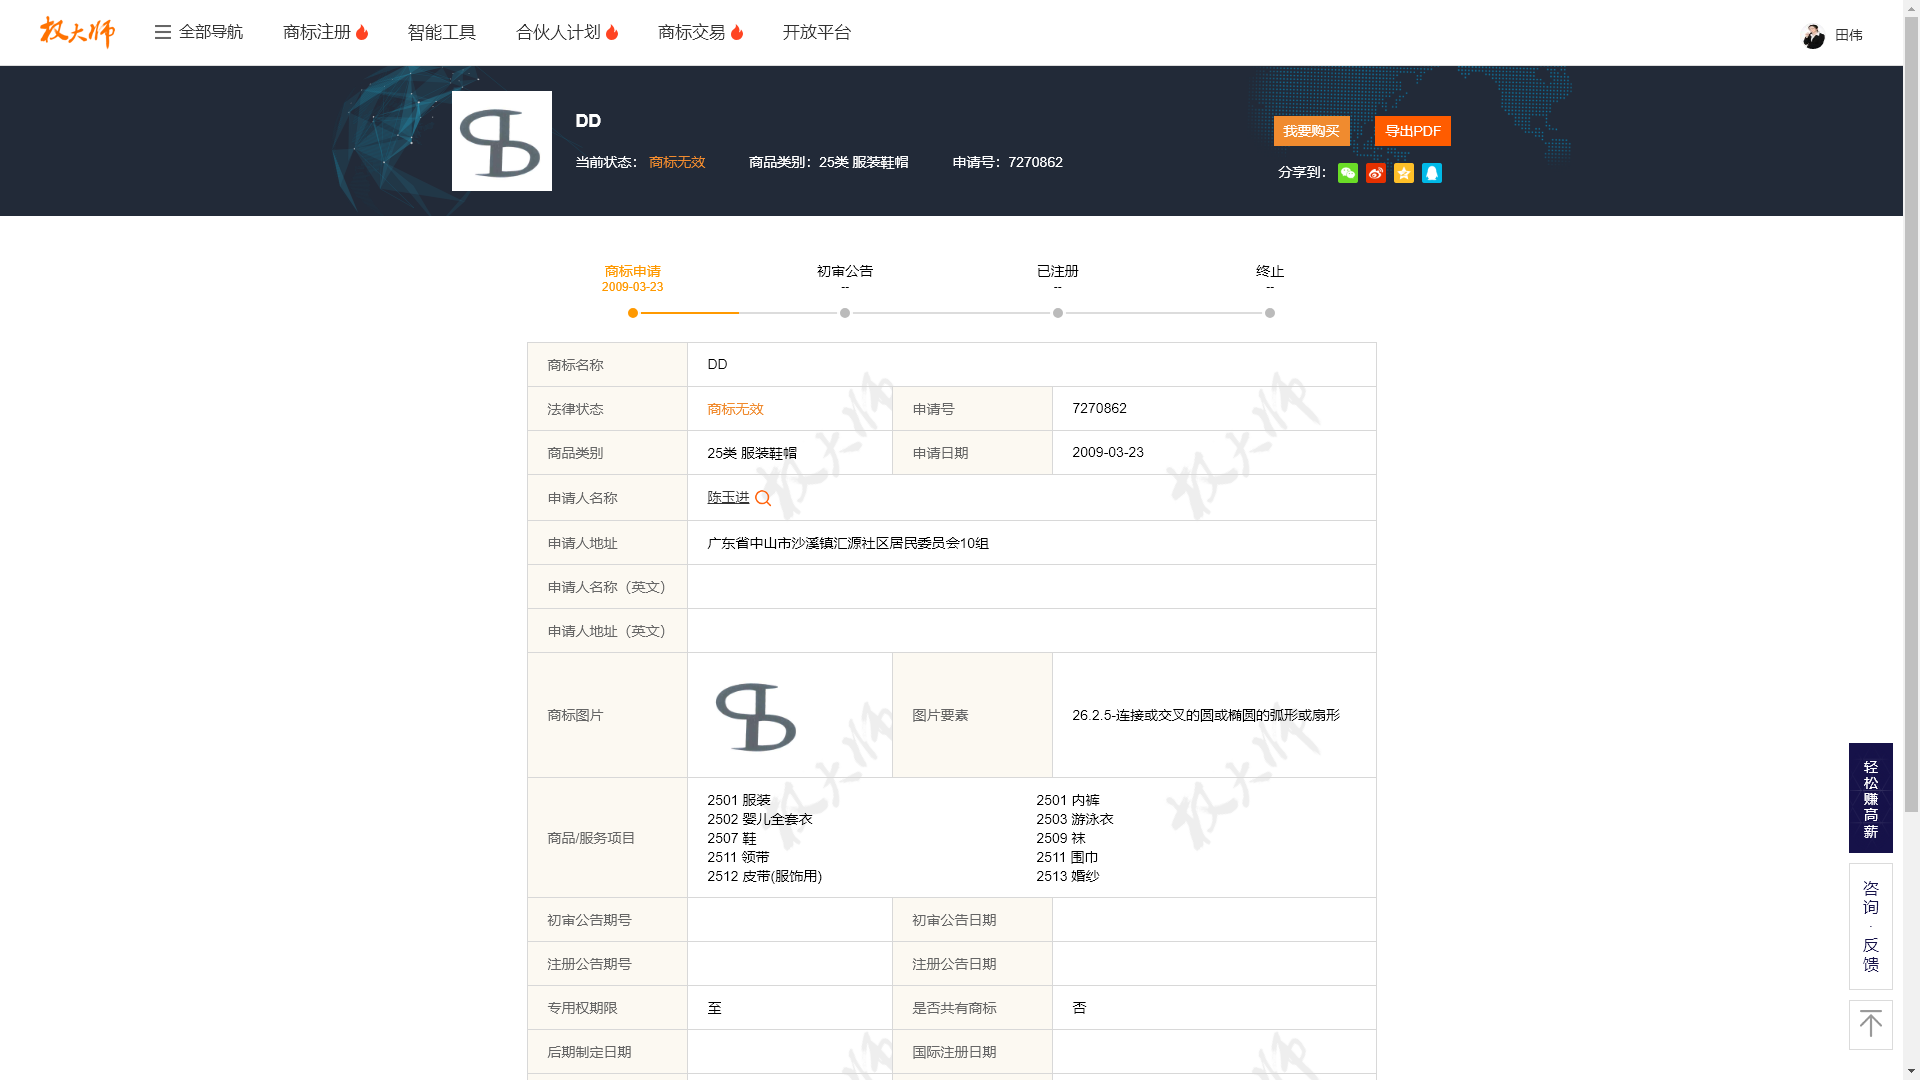 权大师
全部导航 商标注册 智能工具 合伙人计划 商标交易 开放平台 田伟
DD
当前状态： 商标无效 商品类别：25类 服装鞋帽 申请号：7270862
我要购买 导出PDF
分享到：
商标申请 初审公告 已注册 终止
2009-03-23 -- -- --
商标名称 DD
法律状态 商标无效 申请号 7270862
商品类别 25类 服装鞋帽 申请日期 2009-03-23
申请人名称 陈玉进
申请人地址 广东省中山市沙溪镇汇源社区居民委员会10组
申请人名称（英文）
申请人地址（英文）
商标图片 图片要素 26.2.5-连接或交叉的圆或椭圆的弧形或扇形
商品/服务项目
2501 服装 2501 内裤
2502 婴儿全套衣 2503 游泳衣
2507 鞋 2509 袜
2511 领带 2511 围巾
2512 皮带(服饰用) 2513 婚纱
初审公告期号 初审公告日期
注册公告期号 注册公告日期
专用权期限 至 是否共有商标 否
后期制定日期 国际注册日期
轻松赚高薪
咨询·反馈
权大师
权大师
权大师
权大师